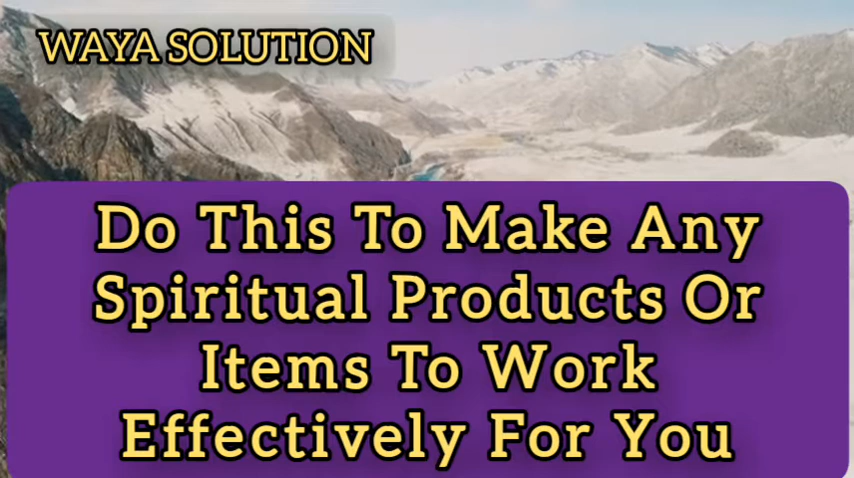 WAYA SOLUTION
Do This To Make Any
Spiritual Products Or
Items To Work
Effectively For You